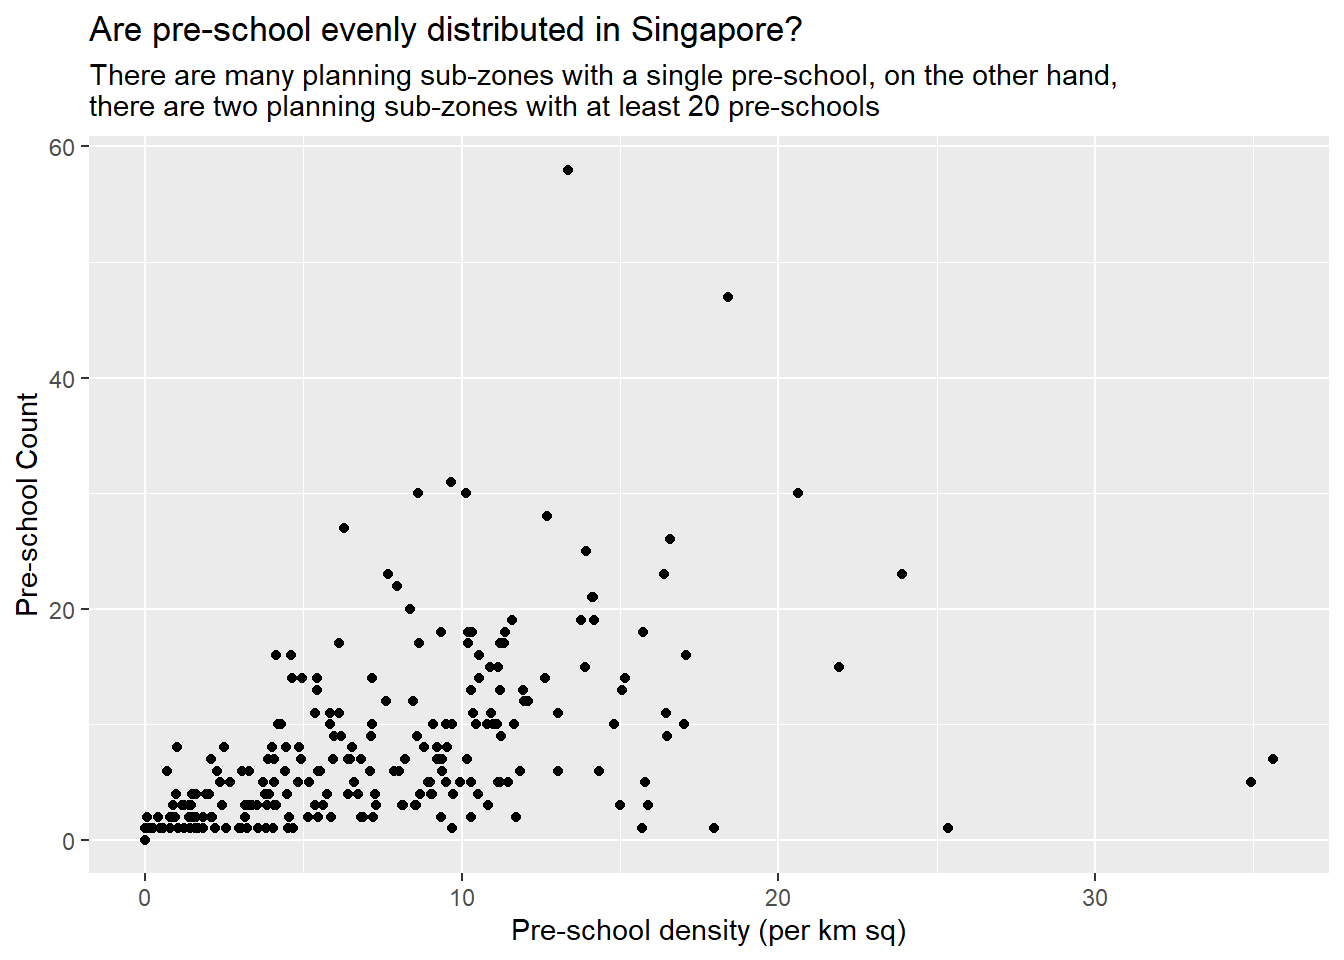 Are pre-school evenly distributed in Singapore?
There are many planning sub-zones with a single pre-school, on the other hand,
there are two planning sub-zones with at least 20 pre-schools
60
40
20
0
Pre-school Count
0
10
20
30
Pre-school density (per km sq)